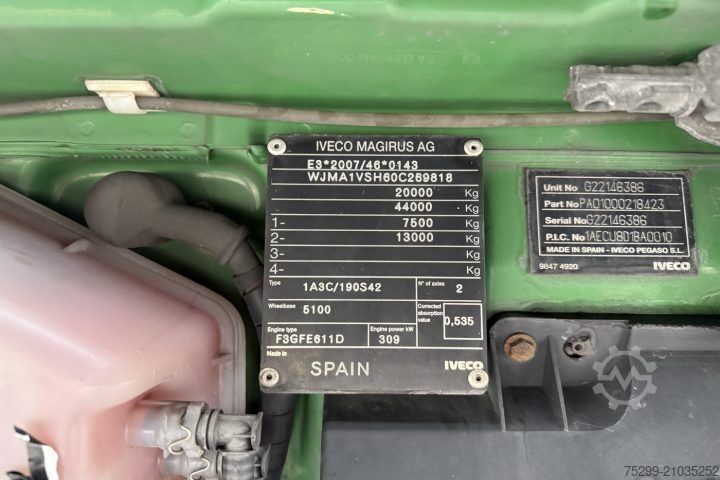 IVECO MAGIRUS AG
E3*2007/46*0143
WJMA1VSH60C269818
20000 Kg
44000 Kg
1- 7500 Kg
2- 13000 Kg
3- Kg
4- Kg
Type 1A3C/190S42 N° of axles 2
Wheelbase 5100 Corrected absorption value 0,535
Engine type F3GFE611D Engine power kW 309
Made in SPAIN IVECO
Unit No G22146386
Part No PA01000218423
Serial No G22146386
P.I.C. No 1AECU8D18A0010
MADE IN SPAIN - IVECO PEGASO S.L.
9847 4920 IVECO
75299-21035252